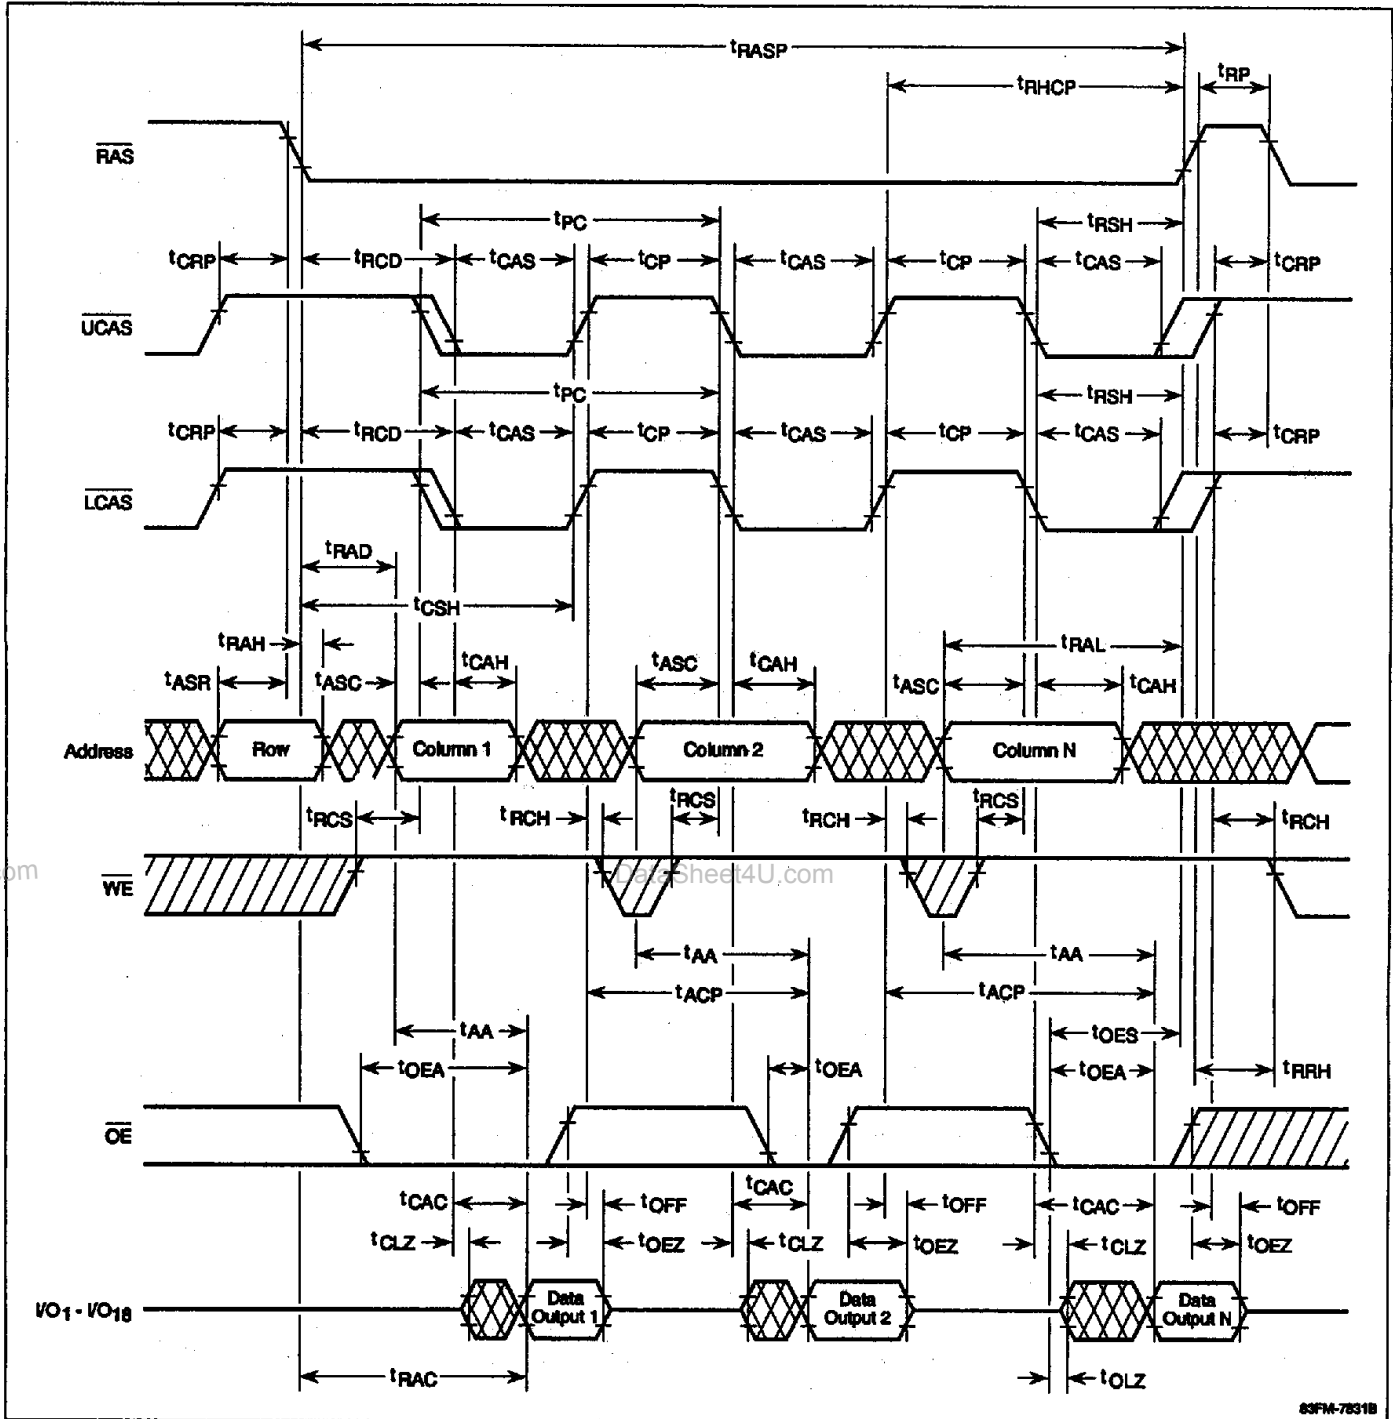 tRASP
tRHCP
tRP
RAS
tPC
tRSH
tCRP tRCD tCAS tCP tCAS tCP tCAS tCRP
UCAS
tPC
tRSH
tCRP tRCD tCAS tCP tCAS tCP tCAS tCRP
LCAS
tRAD
tCSH
tRAH tCAH tASC tCAH tRAL
tASR tASC tASC tCAH
Address Row Column 1 Column 2 Column N
tRCS tRCH tRCS tRCH tRCS tRCH
WE
om
DataSheet4U.com
tAA tAA
tACP tACP
tAA tOES
tOEA tOEA tOEA tRRH
OE
tCAC tOFF tCAC tOFF tCAC tOFF
tCLZ tOEZ tCLZ tOEZ tCLZ tOEZ
I/O1 - I/O18 Data Output 1 Data Output 2 Data Output N
tRAC tOLZ
83FM-7831B